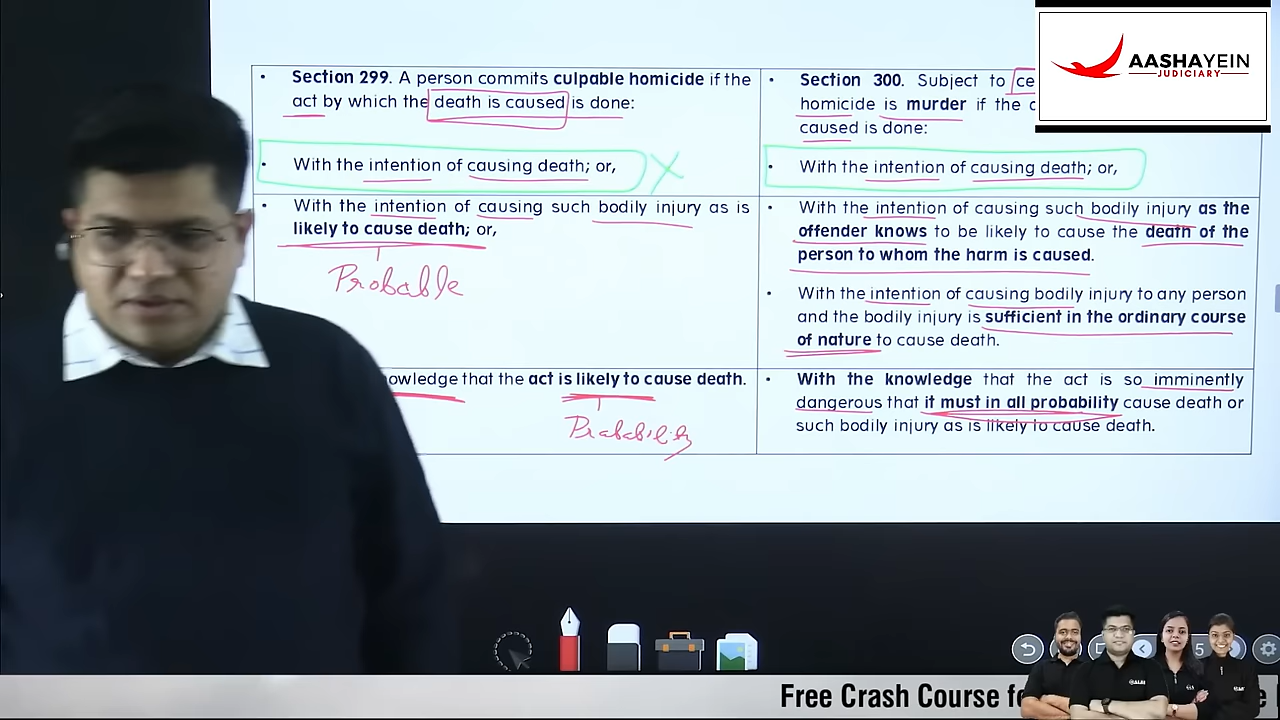 AASHAYEIN
JUDICIARY
• Section 299. A person commits culpable homicide if the
act by which the death is caused is done:
• With the intention of causing death; or,
X
• With the intention of causing such bodily injury as is
likely to cause death; or,
Probable
knowledge that the act is likely to cause death.
Probability
• Section 300. Subject to
homicide is murder if the
caused is done:
• With the intention of causing death; or,
• With the intention of causing such bodily injury as the
offender knows to be likely to cause the death of the
person to whom the harm is caused.
• With the intention of causing bodily injury to any person
and the bodily injury is sufficient in the ordinary course
of nature to cause death.
• With the knowledge that the act is so imminently
dangerous that it must in all probability cause death or
such bodily injury as is likely to cause death.
5
Free Crash Course